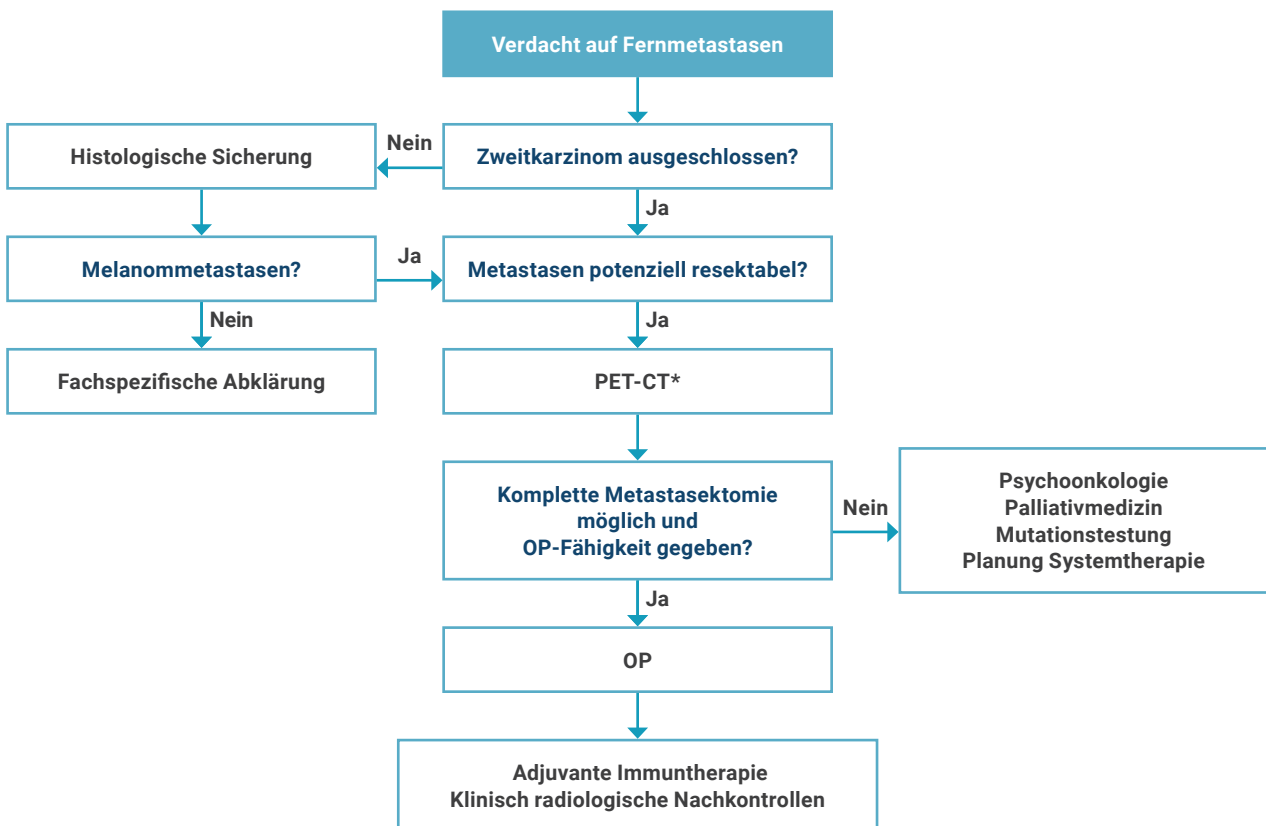 Verdacht auf Fernmetastasen
Nein
Histologische Sicherung
Zweitkarzinom ausgeschlossen?
Ja
Melanommetastasen?
Ja
Metastasen potenziell resektabel?
Nein
Ja
Fachspezifische Abklärung
PET-CT*
Komplette Metastasektomie
möglich und
OP-Fähigkeit gegeben?
Nein
Psychoonkologie
Palliativmedizin
Mutationstestung
Planung Systemtherapie
Ja
OP
Adjuvante Immuntherapie
Klinisch radiologische Nachkontrollen